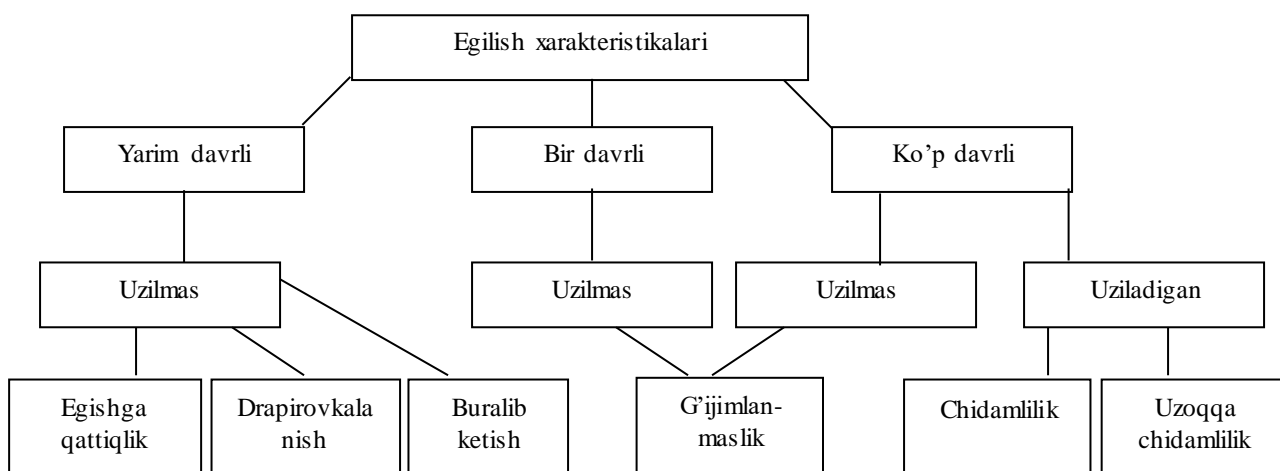 Egilish xarakteristikalari
Yarim davrli
Bir davrli
Ko’p davrli
Uzilmas
Uzilmas
Uzilmas
Uziladigan
Egishga
qattiqlik
Drapirovkala
nish
Buralib
ketish
G’ijimlan-
maslik
Chidamlilik
Uzoqqa
chidamlilik